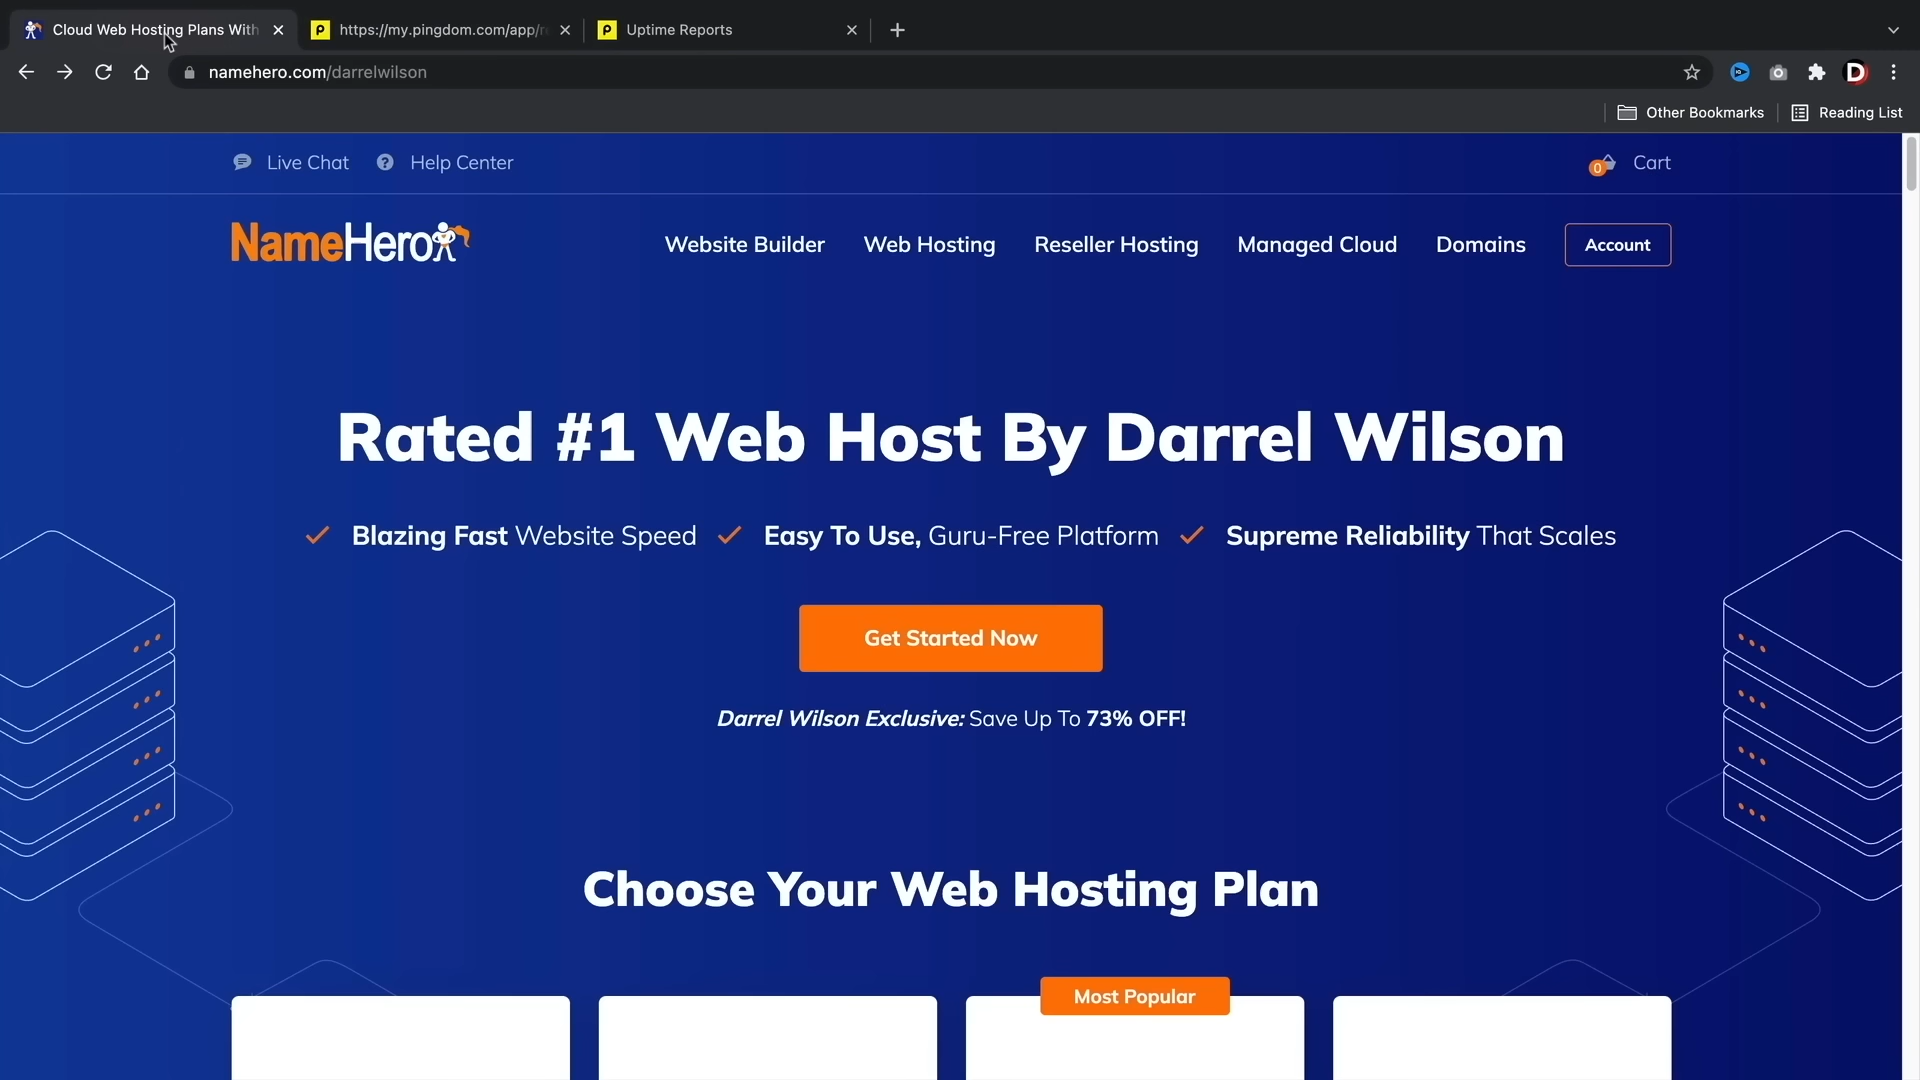 Cloud Web Hosting Plans With
https://my.pingdom.com/app/r
Uptime Reports
namehero.com/darrelwilson
Other Bookmarks
Reading List
Live Chat
Help Center
0
Cart
NameHero
Website Builder
Web Hosting
Reseller Hosting
Managed Cloud
Domains
Account
Rated #1 Web Host By Darrel Wilson
Blazing Fast Website Speed
Easy To Use, Guru-Free Platform
Supreme Reliability That Scales
Get Started Now
Darrel Wilson Exclusive: Save Up To 73% OFF!
Choose Your Web Hosting Plan
Most Popular